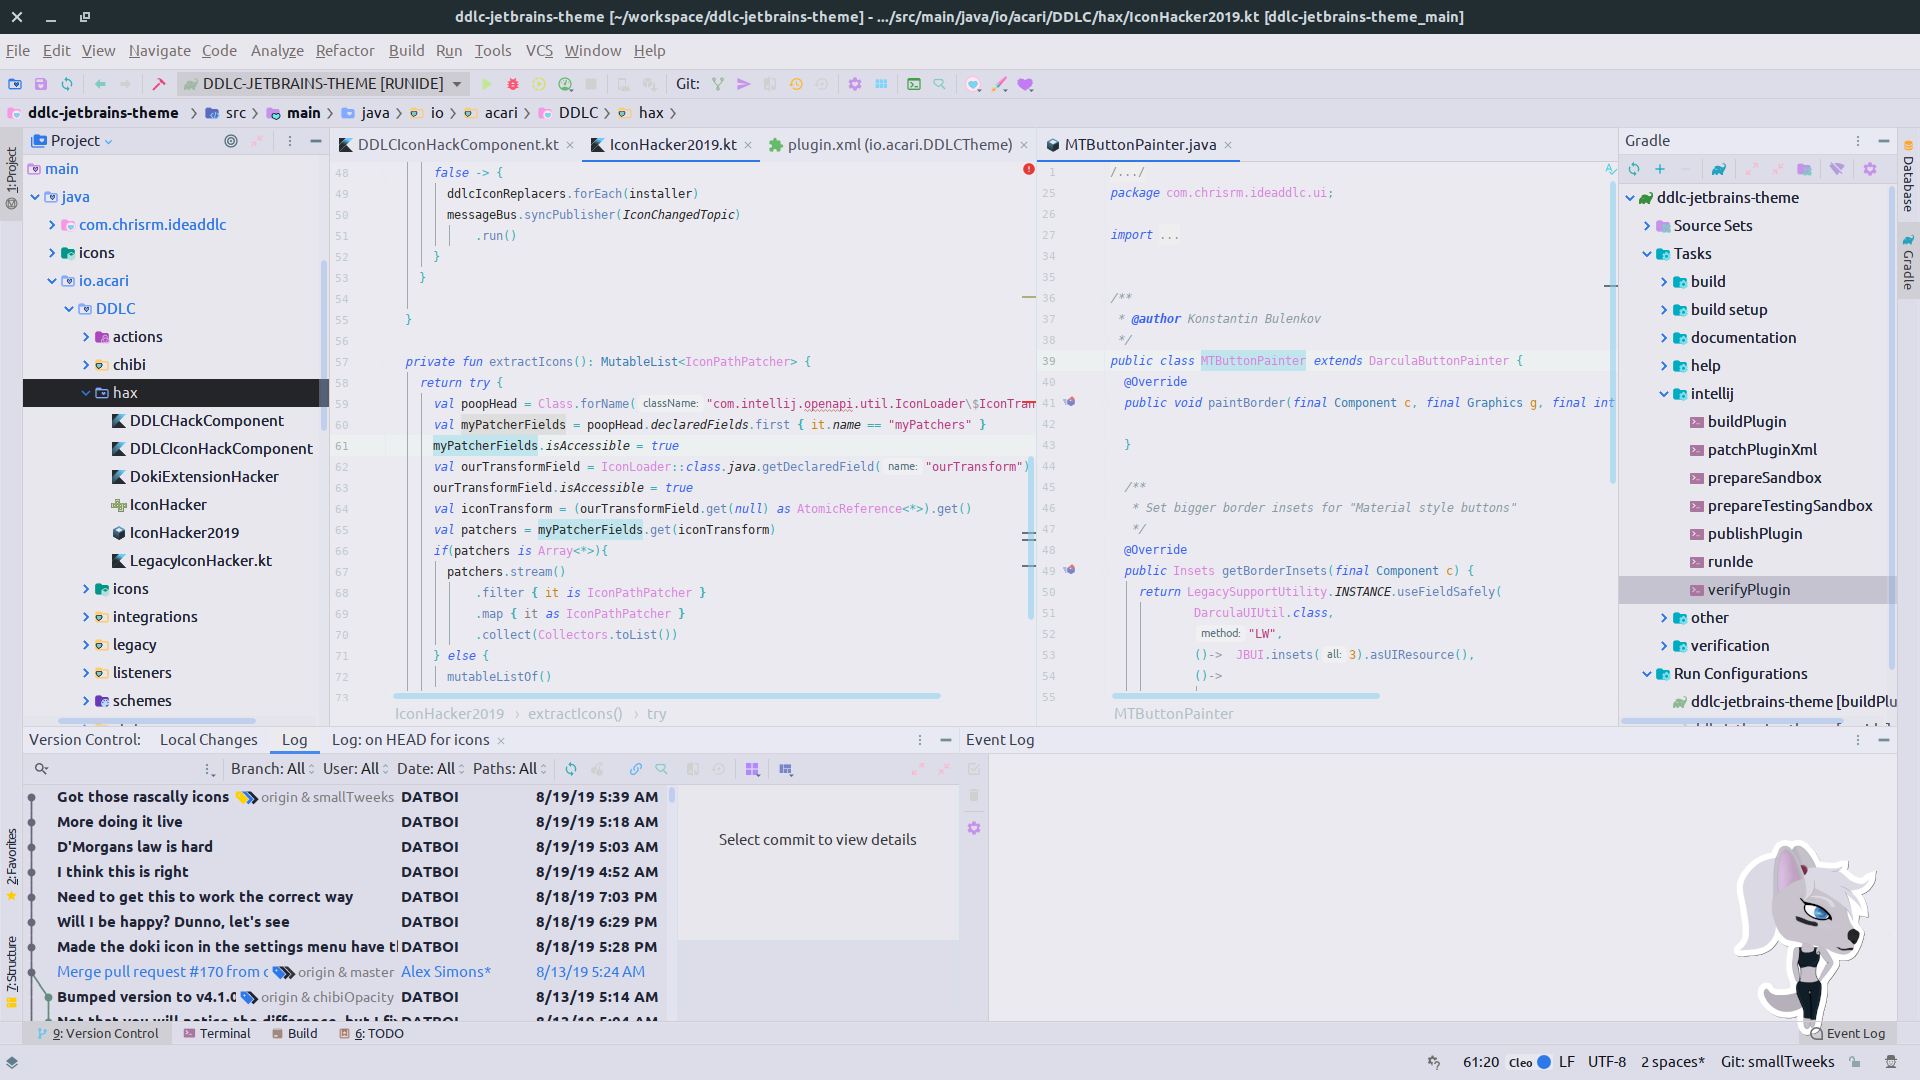 ddlc-jetbrains-theme [~/workspace/ddlc-jetbrains-theme] - .../src/main/java/io/acari/DDLC/hax/IconHacker2019.kt [ddlc-jetbrains-theme_main]
File Edit View Navigate Code Analyze Refactor Build Run Tools VCS Window Help
DDLC-JETBRAINS-THEME [RUNIDE] Git:
ddlc-jetbrains-theme src main java io acari DDLC hax
1: Project
2: Favorites
7: Structure
Project
main
java
com.chrisrm.ideaddlc
icons
io.acari
DDLC
actions
chibi
hax
DDLCHackComponent
DDLCIconHackComponent
DokiExtensionHacker
IconHacker
IconHacker2019
LegacyIconHacker.kt
icons
integrations
legacy
listeners
schemes
DDLCIconHackComponent.kt IconHacker2019.kt plugin.xml (io.acari.DDLCTheme)
48 false -> {
49 ddlcIconReplacers.forEach(installer)
50 messageBus.syncPublisher(IconChangedTopic)
51 .run()
52 }
53 }
54
55 }
56
57 private fun extractIcons(): MutableList<IconPathPatcher> {
58 return try {
59 val poopHead = Class.forName( className: "com.intellij.openapi.util.IconLoader\$IconTran
60 val myPatcherFields = poopHead.declaredFields.first { it.name == "myPatchers" }
61 myPatcherFields.isAccessible = true
62 val ourTransformField = IconLoader::class.java.getDeclaredField( name: "ourTransform")
63 ourTransformField.isAccessible = true
64 val iconTransform = (ourTransformField.get(null) as AtomicReference<*>).get()
65 val patchers = myPatcherFields.get(iconTransform)
66 if(patchers is Array<*>){
67 patchers.stream()
68 .filter { it is IconPathPatcher }
69 .map { it as IconPathPatcher }
70 .collect(Collectors.toList())
71 } else {
72 mutableListOf()
73
IconHacker2019 › extractIcons() › try
MTButtonPainter.java
1 /.../
25 package com.chrisrm.ideaddlc.ui;
26
27 import ...
34
35
36 /**
37 * @author Konstantin Bulenkov
38 */
39 public class MTButtonPainter extends DarculaButtonPainter {
40 @Override
41 public void paintBorder(final Component c, final Graphics g, final int
42
43 }
44
45 /**
46 * Set bigger border insets for "Material style buttons"
47 */
48 @Override
49 public Insets getBorderInsets(final Component c) {
50 return LegacySupportUtility.INSTANCE.useFieldSafely(
51 DarculaUIUtil.class,
52 method: "LW",
53 ()-> JBUI.insets( all: 3).asUIResource(),
54 ()->
55
MTButtonPainter
Gradle
ddlc-jetbrains-theme
Source Sets
Tasks
build
build setup
documentation
help
intellij
buildPlugin
patchPluginXml
prepareSandbox
prepareTestingSandbox
publishPlugin
runIde
verifyPlugin
other
verification
Run Configurations
ddlc-jetbrains-theme [buildPlu
Database
Gradle
Version Control: Local Changes Log Log: on HEAD for icons
Branch: All User: All Date: All Paths: All
Got those rascally icons origin & smallTweeks DATBOI 8/19/19 5:39 AM
More doing it live DATBOI 8/19/19 5:18 AM
D'Morgans law is hard DATBOI 8/19/19 5:03 AM
I think this is right DATBOI 8/19/19 4:52 AM
Need to get this to work the correct way DATBOI 8/18/19 7:03 PM
Will I be happy? Dunno, let's see DATBOI 8/18/19 6:29 PM
Made the doki icon in the settings menu have t DATBOI 8/18/19 5:28 PM
Merge pull request #170 from origin & master Alex Simons* 8/13/19 5:24 AM
Bumped version to v4.1.0 origin & chibiOpacity DATBOI 8/13/19 5:14 AM
Not that you will notice the difference, but I fi DATBOI 8/13/19 5:04 AM
Select commit to view details
Event Log
9: Version Control Terminal Build 6: TODO Event Log
61:20 Cleo LF UTF-8 2 spaces* Git: smallTweeks